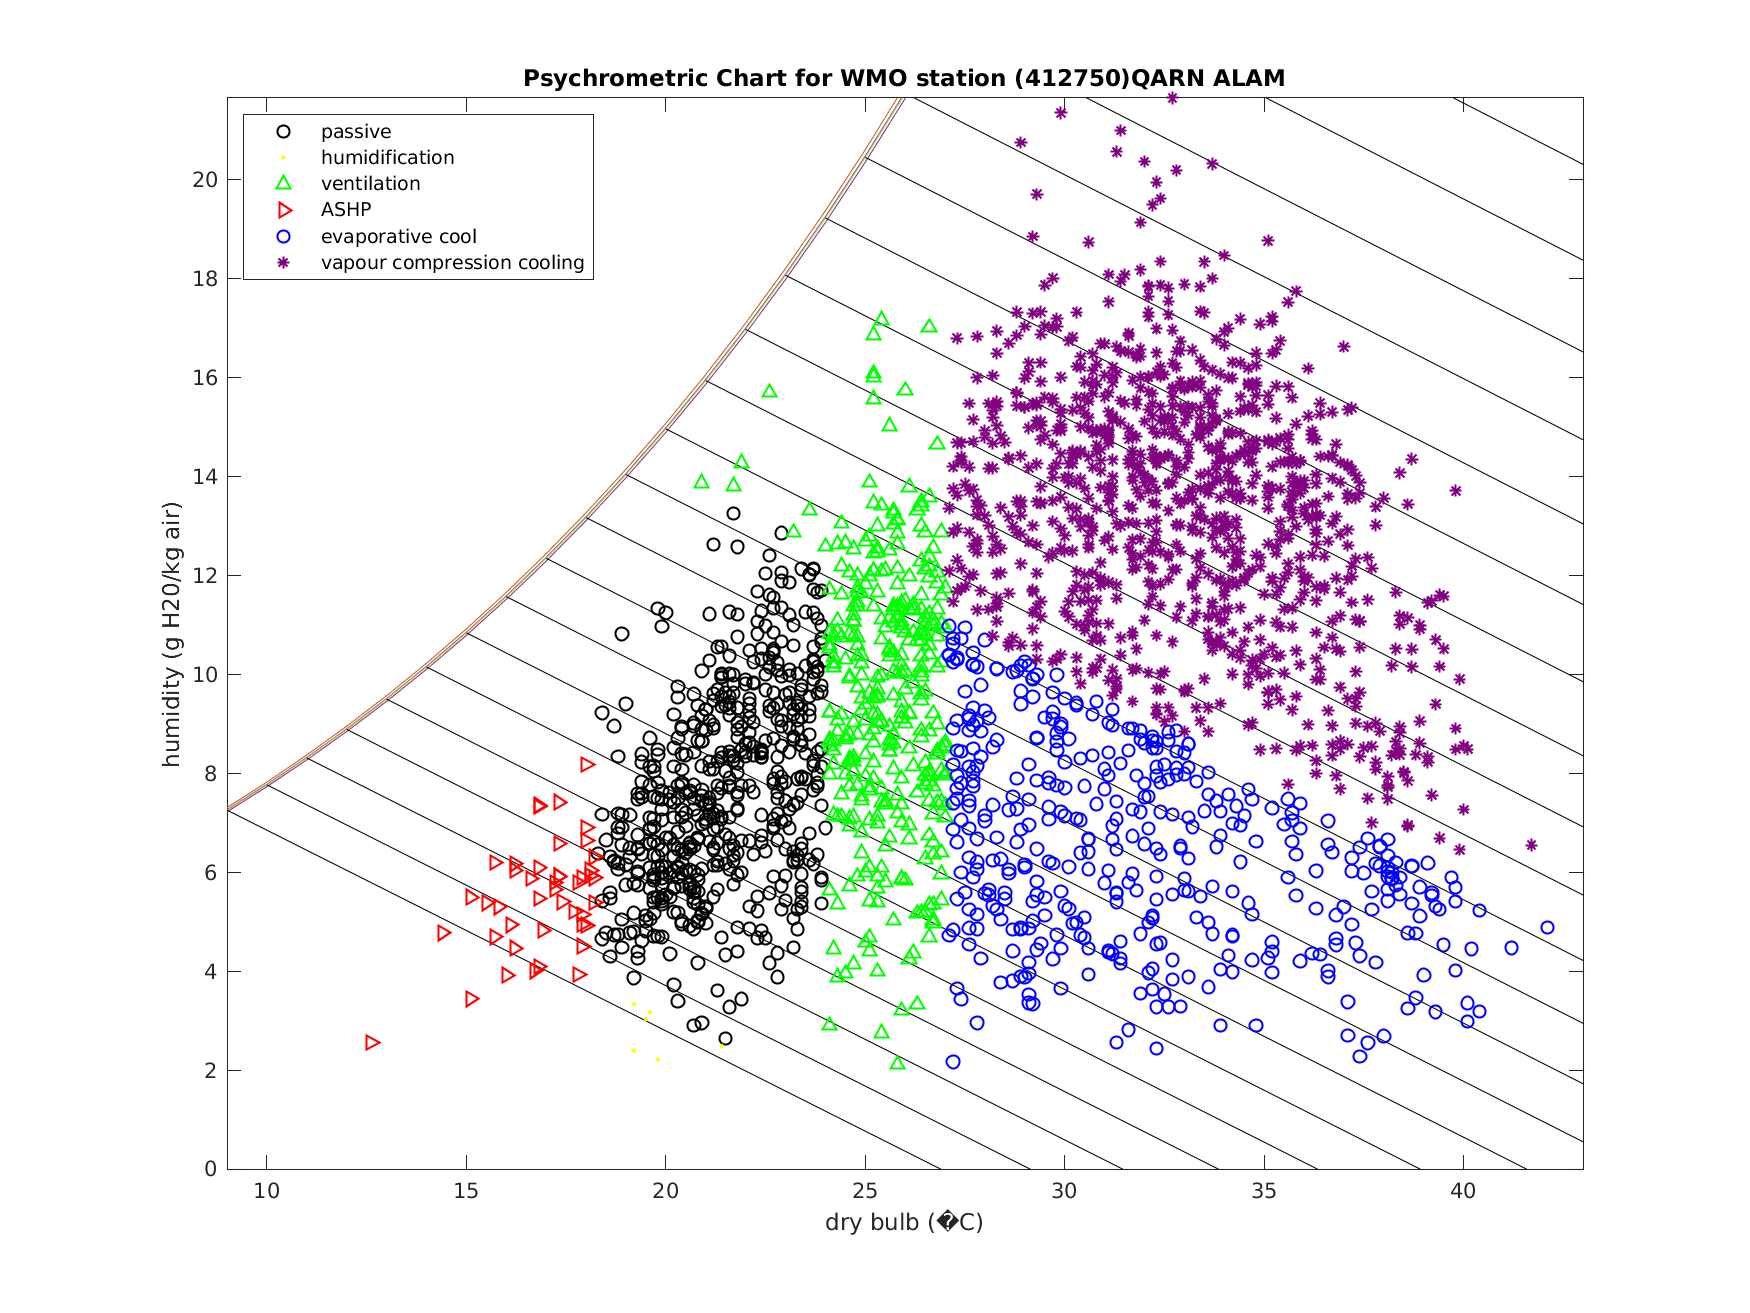 Psychrometric Chart for WMO station (412750)QARN ALAM
passive
humidification
ventilation
ASHP
evaporative cool
vapour compression cooling
humidity (g H20/kg air)
20
18
16
14
12
10
8
6
4
2
0
10 15 20 25 30 35 40
dry bulb (�C)